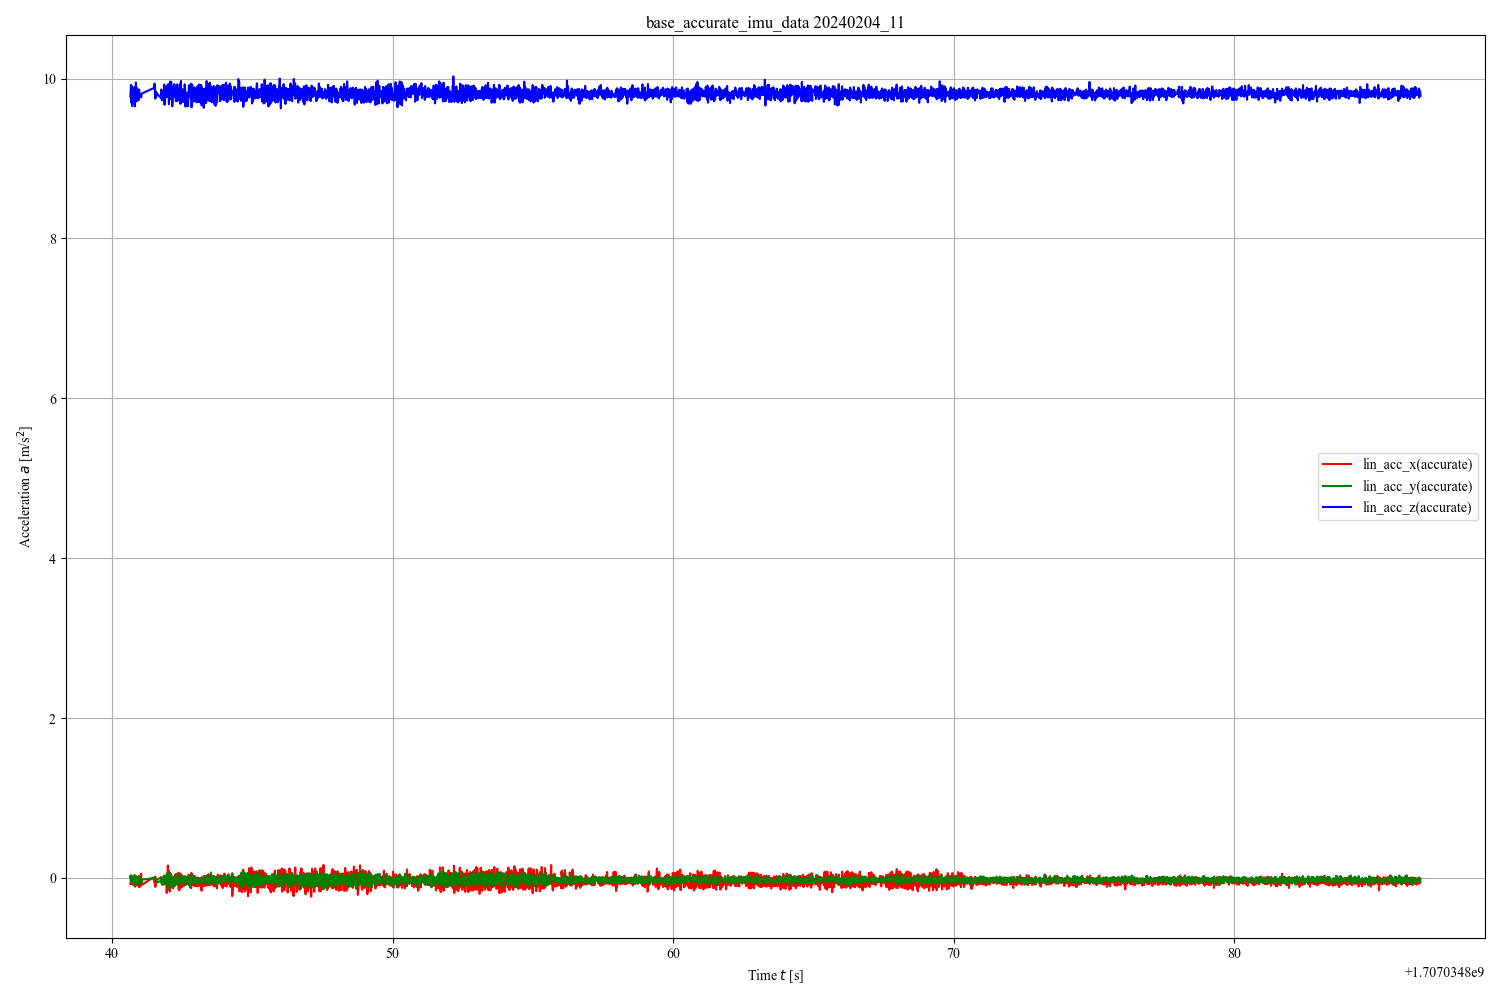 base_accurate_imu_data 20240204_11
10
8
6
4
2
0
Acceleration a [m/s²]
lin_acc_x(accurate)
lin_acc_y(accurate)
lin_acc_z(accurate)
40 50 60 70 80
Time t [s]
+1.7070348e9